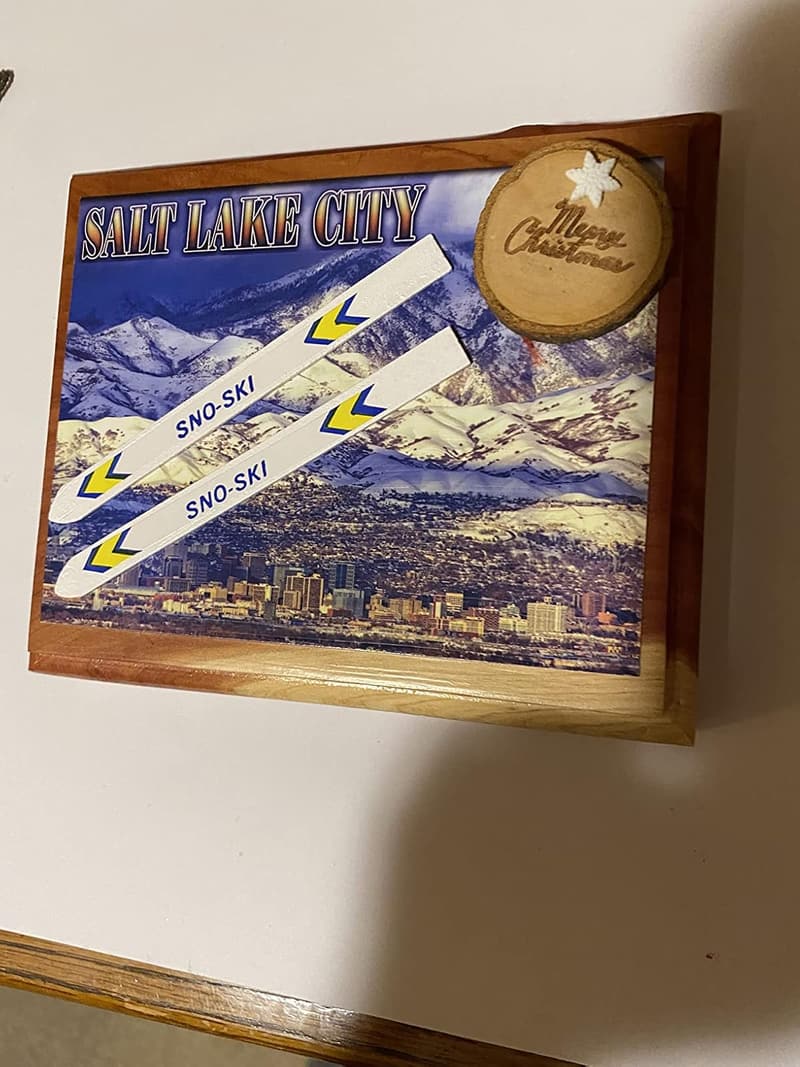 SALT LAKE CITY
Merry
Christmas
SNO-SKI
SNO-SKI